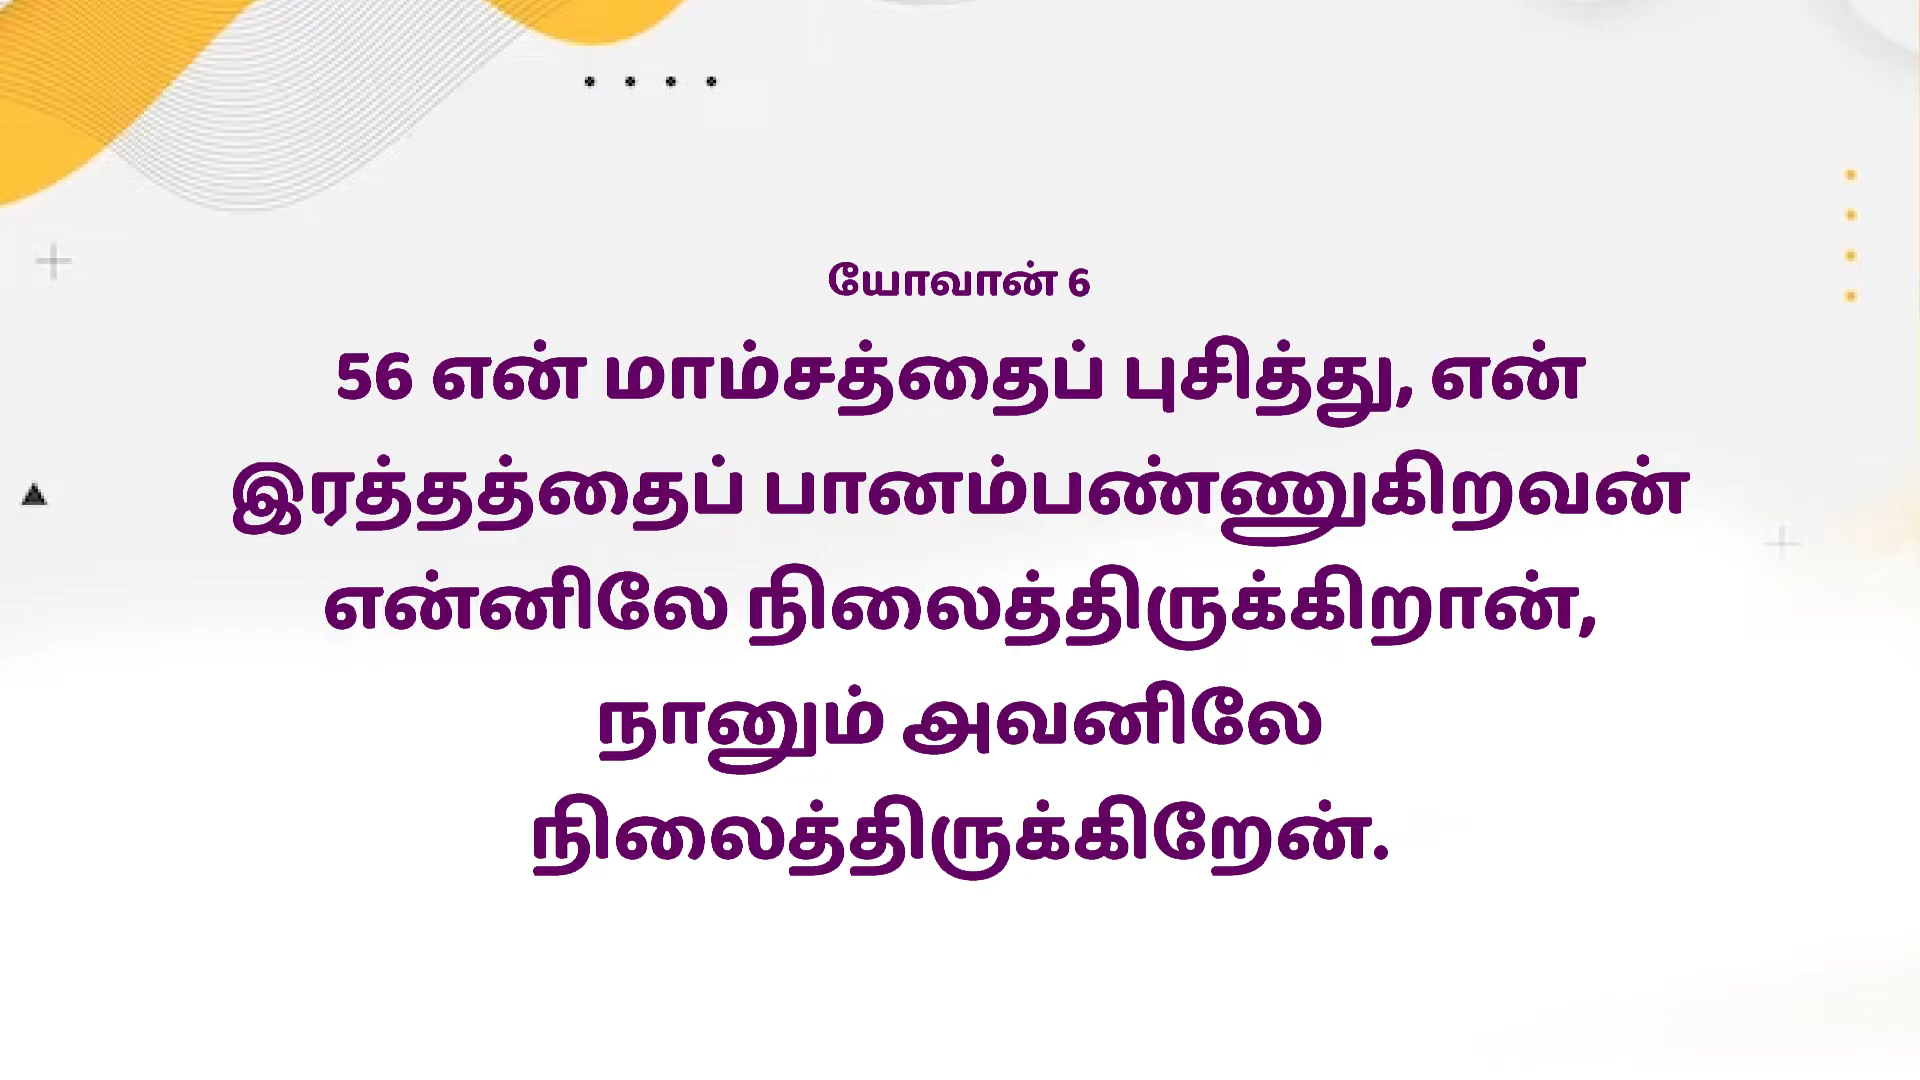 யோவான் 6
56 என் மாம்சத்தைப் புசித்து, என்
இரத்தத்தைப் பானம்பண்ணுகிறவன்
என்னிலே நிலைத்திருக்கிறான்,
நானும் அவனிலே
நிலைத்திருக்கிறேன்.